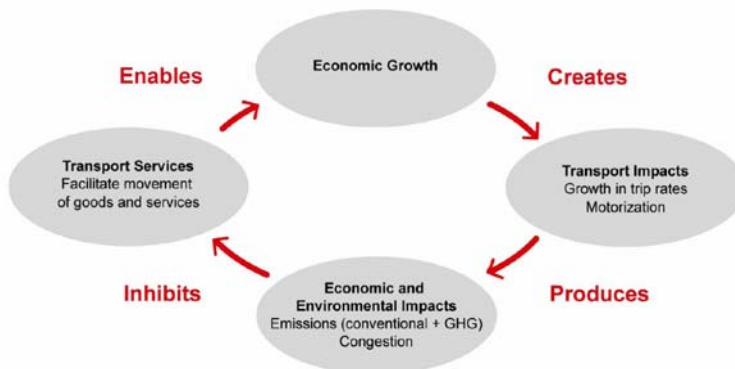 Enables
Economic Growth
Creates
Transport Services
Facilitate movement
of goods and services
Transport Impacts
Growth in trip rates
Motorization
Inhibits
Economic and
Environmental Impacts
Emissions (conventional + GHG)
Congestion
Produces